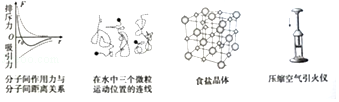 F
排斥力
O
r₀
r
吸引力
分子间作用力与
分子间距离关系
在水中三个微粒
运动位置的连线
食盐晶体
压缩空气引火仪